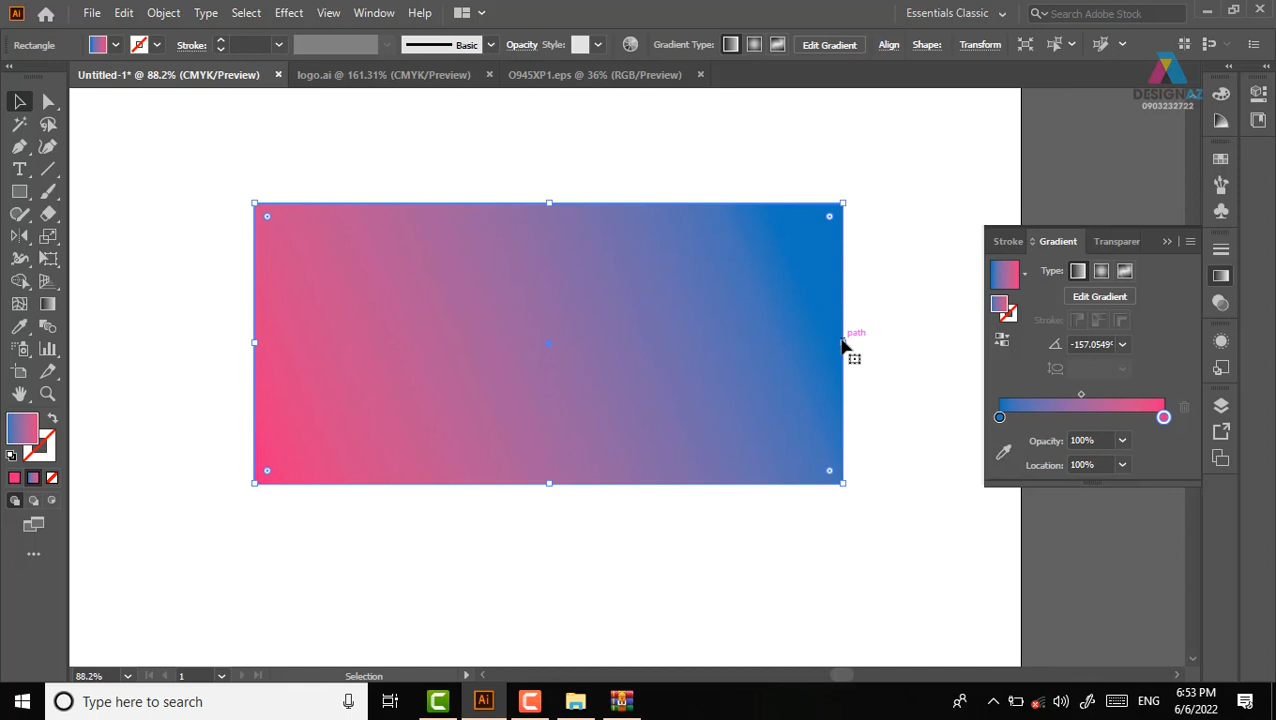 Ai File Edit Object Type Select Effect View Window Help Essentials Classic Search Adobe Stock
Rectangle Stroke: Basic Opacity Style: Gradient Type: Edit Gradient Align Shape: Transform
Untitled-1* @ 88.2% (CMYK/Preview) × logo.ai @ 161.31% (CMYK/Preview) × O945XP1.eps @ 36% (RGB/Preview) ×
DESIGNAZ
0903232722
Stroke Gradient Transparer
Type:
Edit Gradient
Stroke:
path
-157.0549°
Opacity: 100%
Location: 100%
88.2% 1 Selection
Type here to search
Ai
ENG
6:53 PM
6/6/2022